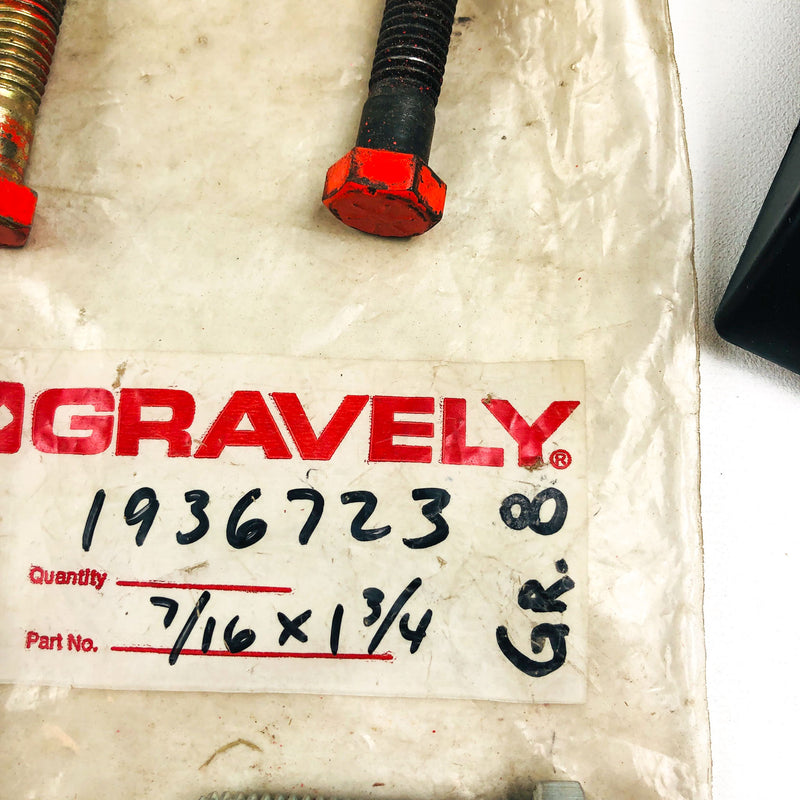 GRAVELY®
1936723
Quantity
7/16 x 1 3/4
Part No.
GR. 8